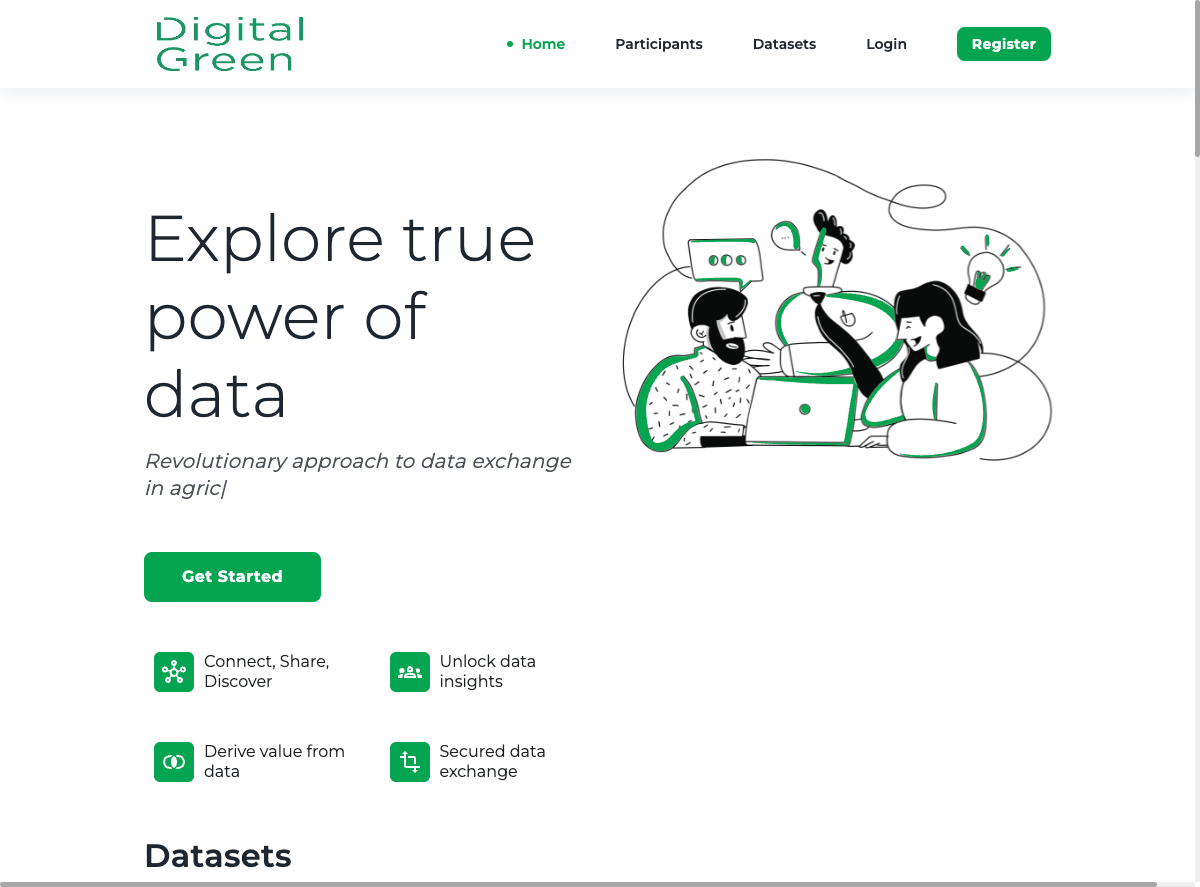 Digital
Green
Home
Participants
Datasets
Login
Register
Explore true
power of
data
Revolutionary approach to data exchange
in agric|
Get Started
Connect, Share,
Discover
Unlock data
insights
Derive value from
data
Secured data
exchange
Datasets